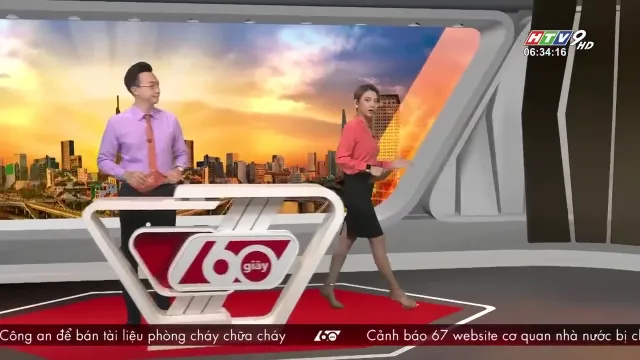 HTV9 HD
06:34:16
60 giây
Công an để bán tài liệu phòng cháy chữa cháy 60 Cảnh báo 67 website cơ quan nhà nước bị c